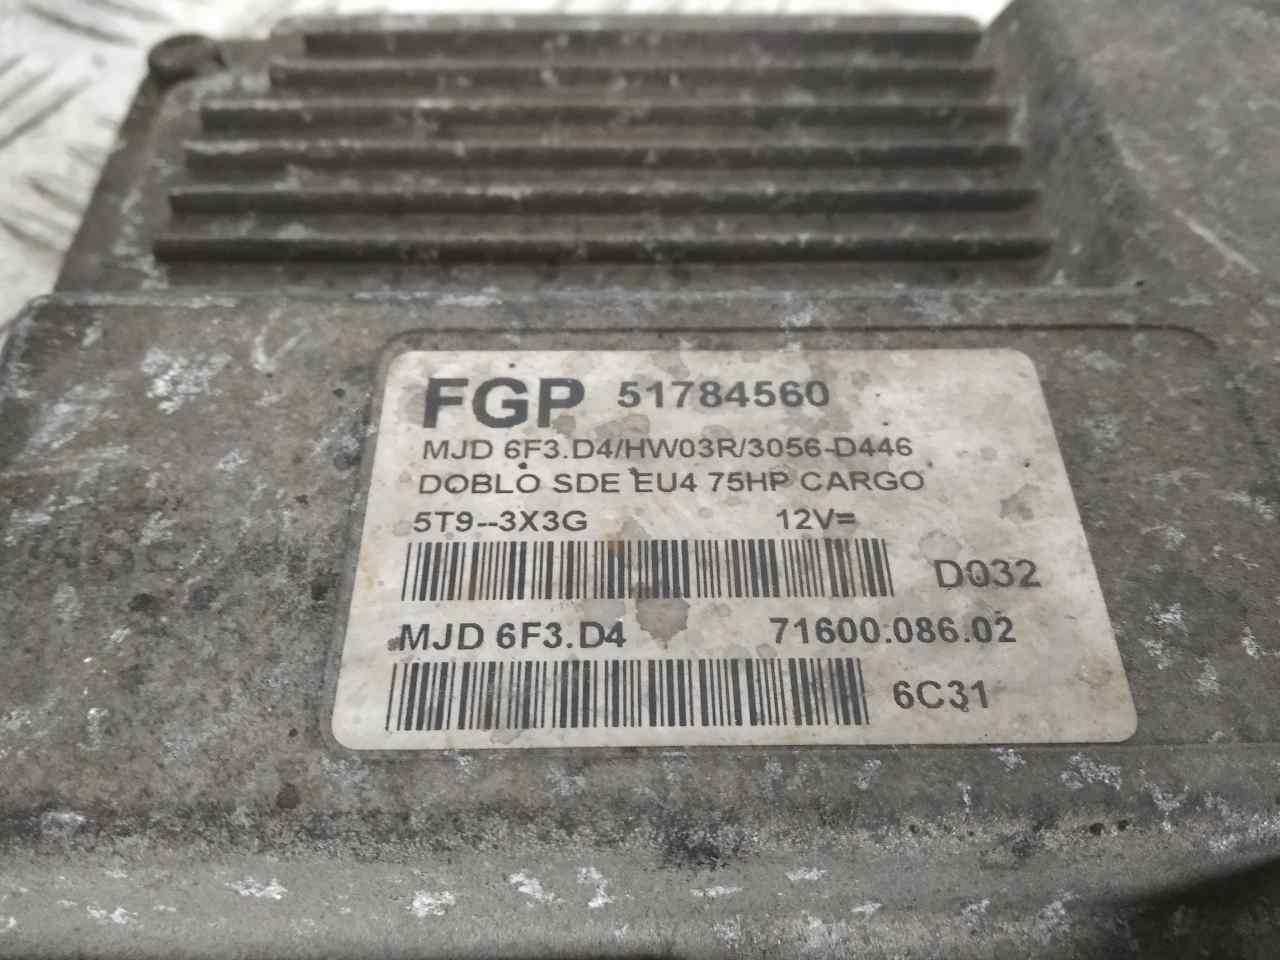 FGP 51784560
MJD 6F3.D4/HW03R/3056-D446
DOBLO SDE EU4 75HP CARGO
5T9--3X3G 12V=
D032
MJD 6F3.D4 71600.086.02
6C31